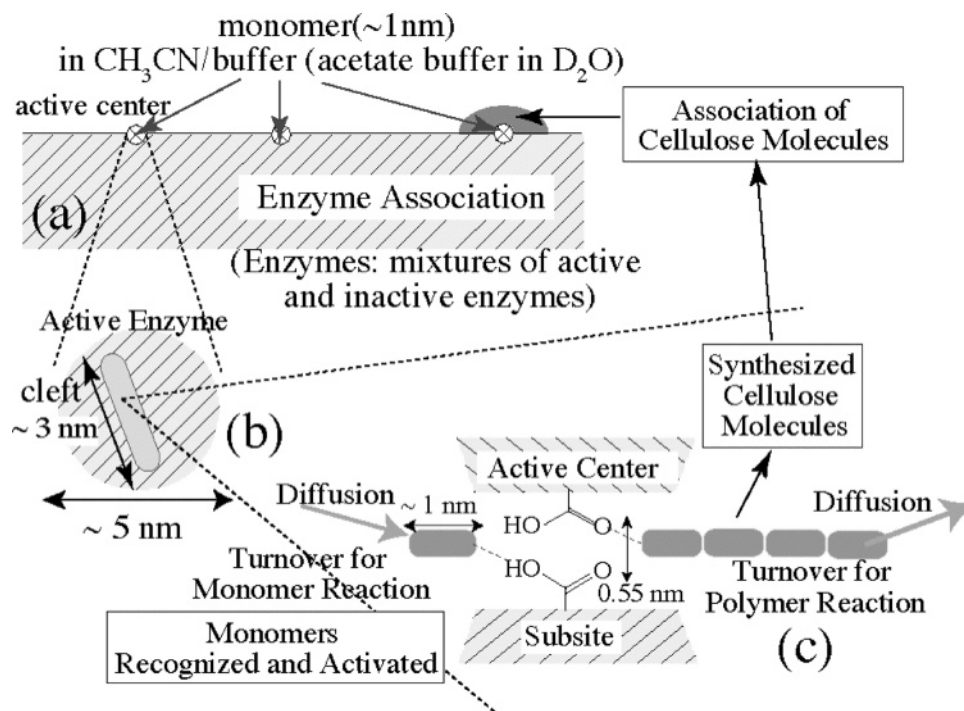 monomer(~1nm)
in CH₃CN/buffer (acetate buffer in D₂O)
active center
Association of
Cellulose Molecules
(a)
Enzyme Association
(Enzymes: mixtures of active
and inactive enzymes)
Active Enzyme
cleft
~ 3 nm
(b)
~ 5 nm
Synthesized
Cellulose
Molecules
Active Center
Diffusion
~ 1 nm
HO
O
HO
O
0.55 nm
Diffusion
Turnover for
Monomer Reaction
Turnover for
Polymer Reaction
Subsite
(c)
Monomers
Recognized and Activated